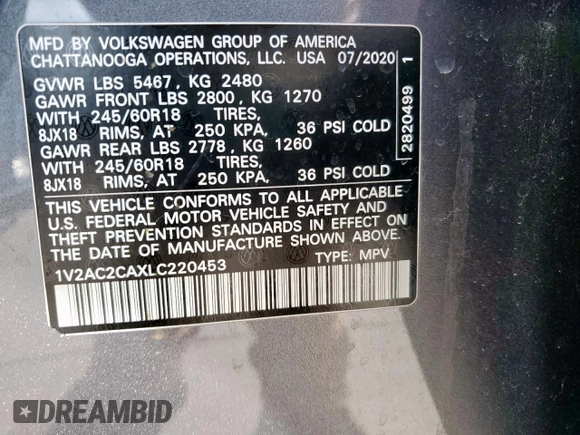 MFD BY VOLKSWAGEN GROUP OF AMERICA
CHATTANOOGA OPERATIONS, LLC. USA 07/2020
GVWR LBS 5467, KG 2480
GAWR FRONT LBS 2800, KG 1270
WITH 245/60R18 TIRES,
8JX18 RIMS, AT 250 KPA, 36 PSI COLD
GAWR REAR LBS 2778, KG 1260
WITH 245/60R18 TIRES,
8JX18 RIMS, AT 250 KPA, 36 PSI COLD
THIS VEHICLE CONFORMS TO ALL APPLICABLE
U.S. FEDERAL MOTOR VEHICLE SAFETY AND
THEFT PREVENTION STANDARDS IN EFFECT ON
THE DATE OF MANUFACTURE SHOWN ABOVE.
1V2AC2CAXLC220453 TYPE: MPV
2820499 1
DREAMBID